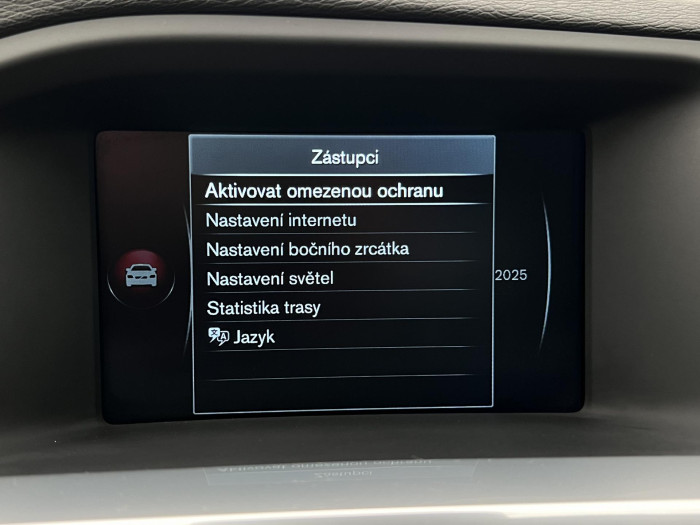 Zástupci
Aktivovat omezenou ochranu
Nastavení internetu
Nastavení bočního zrcátka
Nastavení světel
2025
Statistika trasy
Jazyk